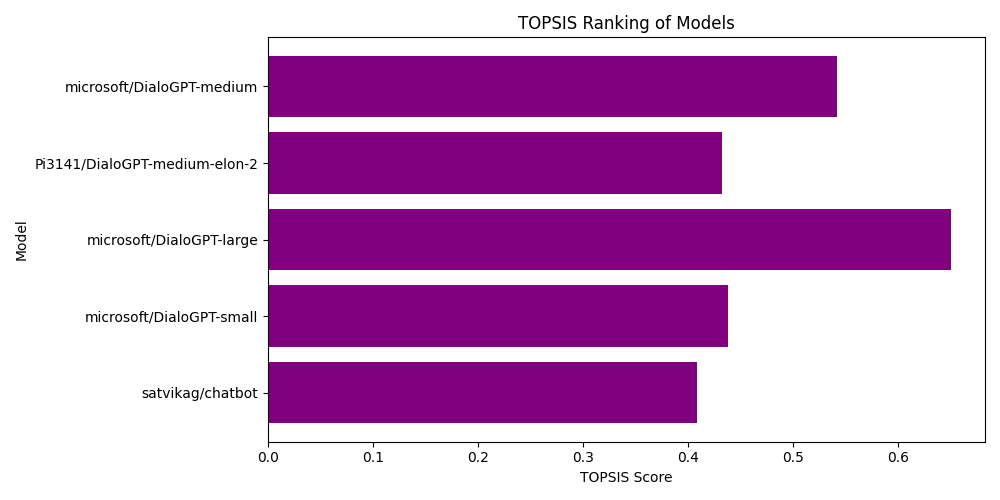 TOPSIS Ranking of Models
Model
microsoft/DialoGPT-medium
Pi3141/DialoGPT-medium-elon-2
microsoft/DialoGPT-large
microsoft/DialoGPT-small
satvikag/chatbot
0.0 0.1 0.2 0.3 0.4 0.5 0.6
TOPSIS Score